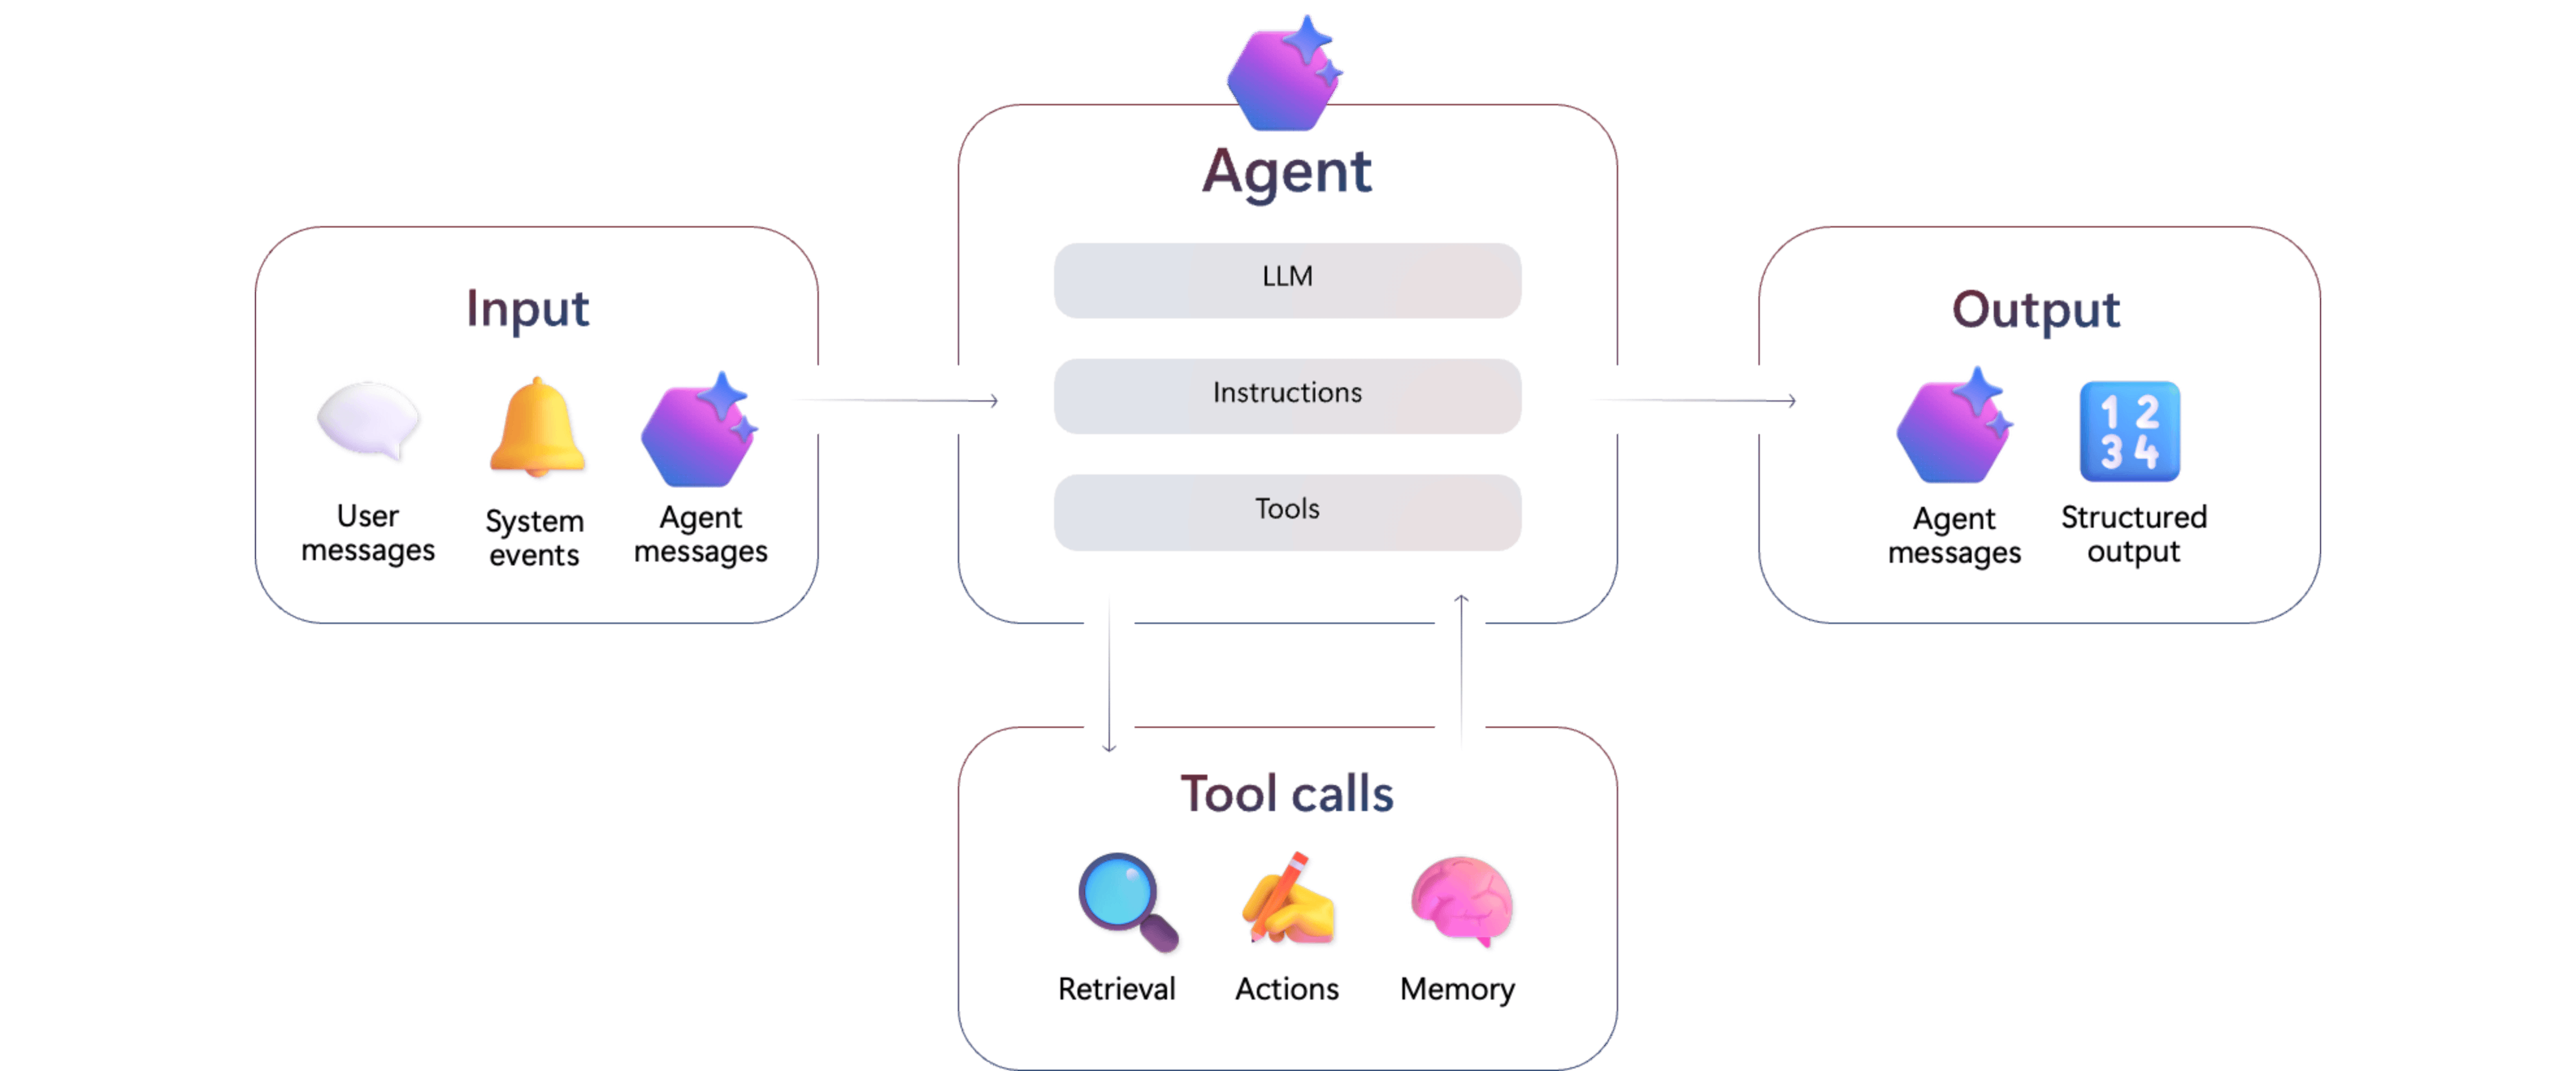 Agent
LLM
Instructions
Tools
Input
User
messages
System
events
Agent
messages
Output
Agent
messages
1 2
3 4
Structured
output
Tool calls
Retrieval
Actions
Memory